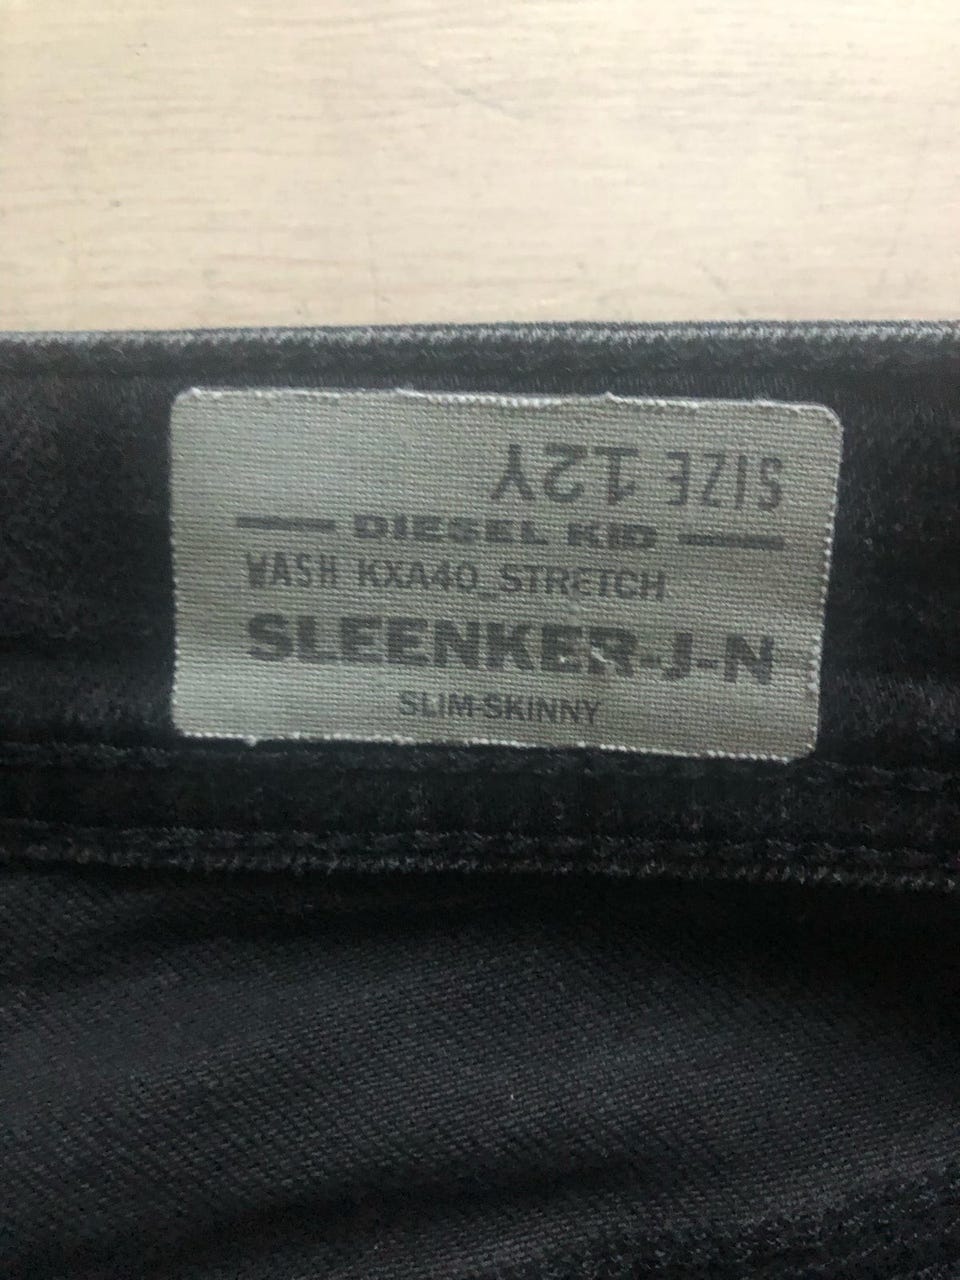 SIZE 12Y
DIESEL KID
WASH KXA40_STRETCH
SLEENKER-J-N
SLIM-SKINNY